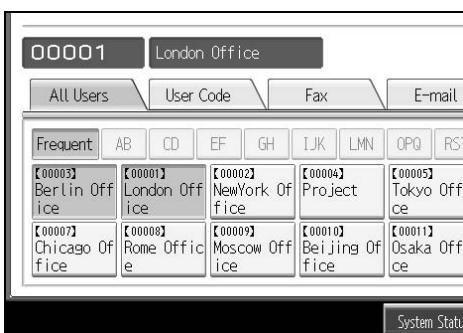 00001 London Office
All Users User Code Fax E-mail
Frequent AB CD EF GH IJK LMN OPQ RST
【00003】 【00001】 【00002】 【00004】 【00005】
Berlin Off London Off NewYork Of Project Tokyo Off
ice ice fice ce
【00007】 【00008】 【00009】 【00010】 【00011】
Chicago Of Rome Offic Moscow Off Beijing Of Osaka Off
fice e ice fice ce
System Statu